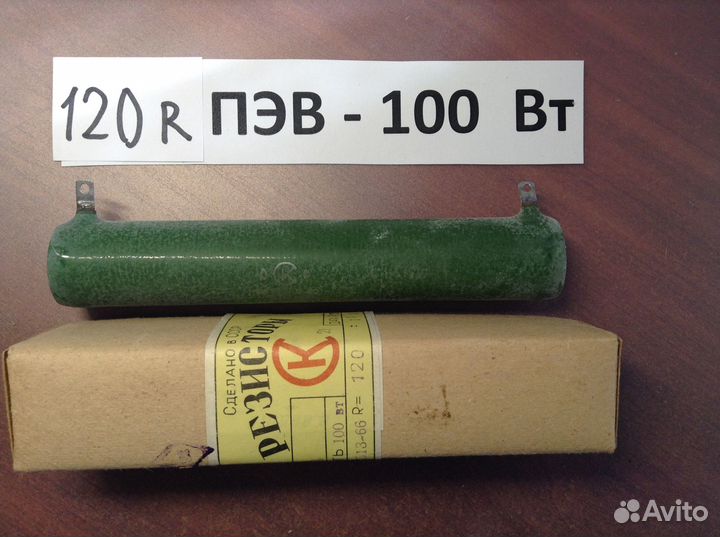 120 R ПЭВ - 100 Вт
СДЕЛАНО В СССР
РЕЗИСТОРЫ
К
100 ВТ
13-66 R= 120
Avito